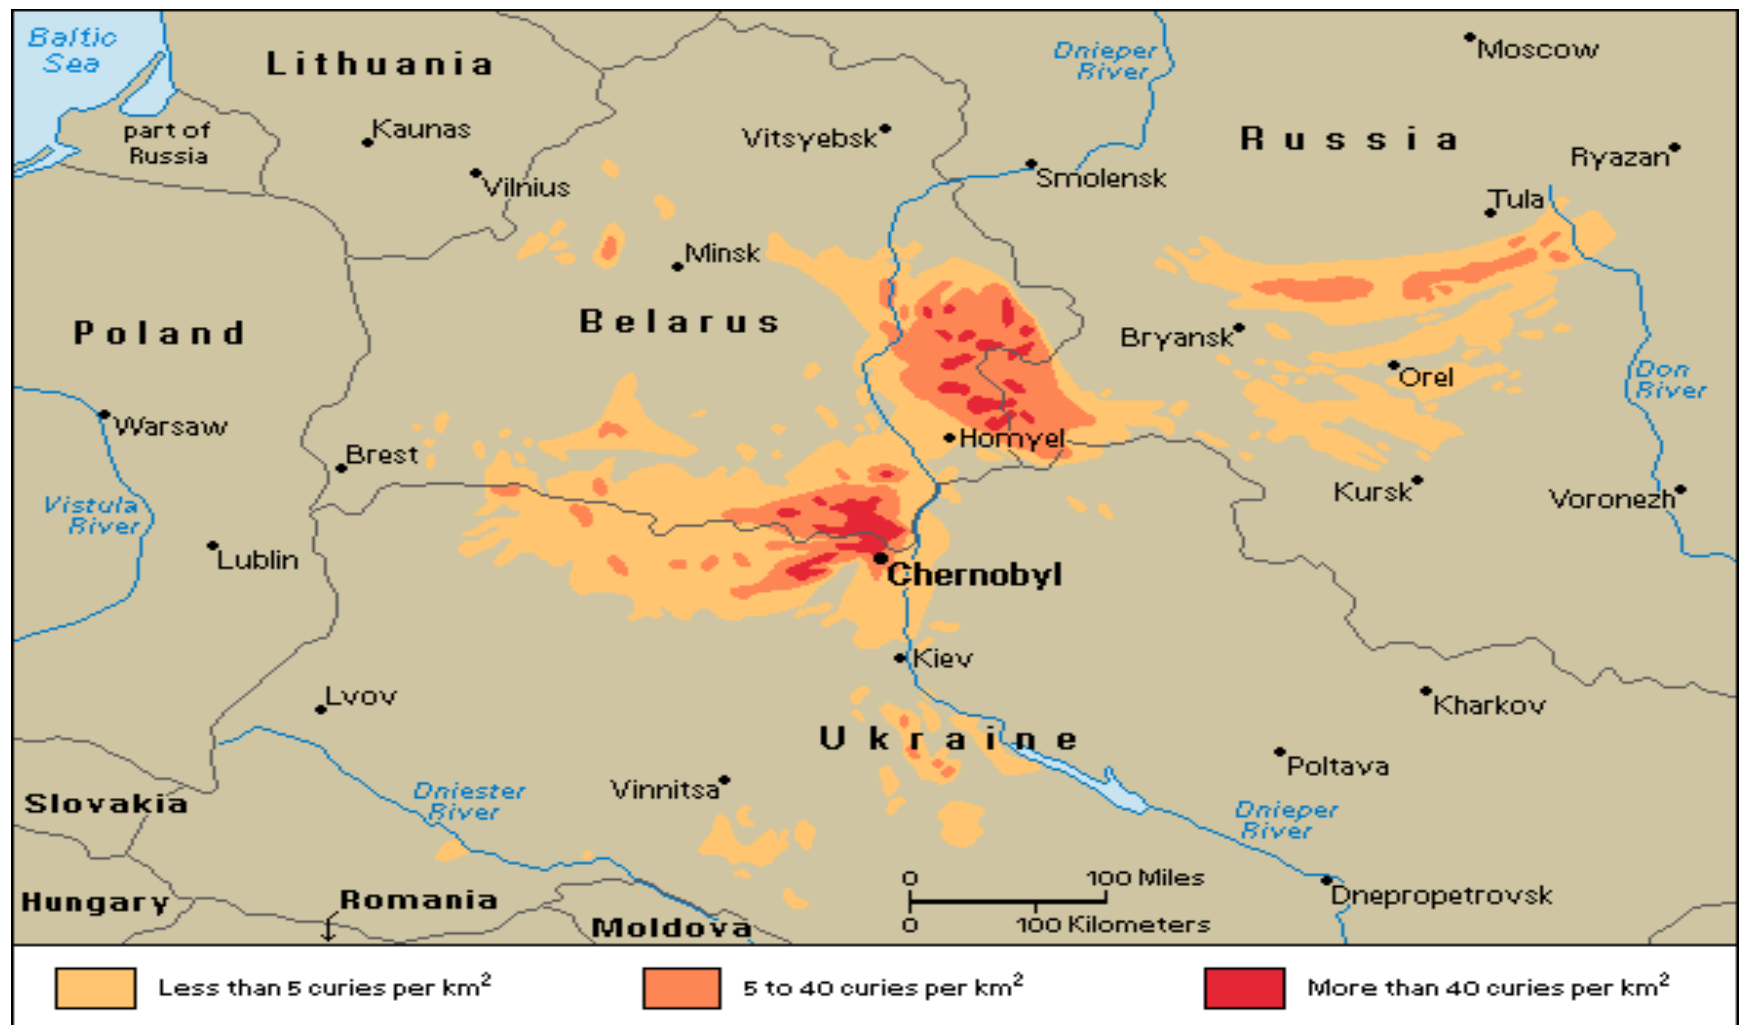 Baltic
Sea
Lithuania
Dnieper
River
Moscow
part of
Russia
Kaunas
Vitsyebsk
Russia
Ryazan
Vilnius
Smolensk
Tula
Minsk
Poland
Belarus
Bryansk
Orel
Don
River
Warsaw
Brest
Homyel
Vistula
River
Kursk
Voronezh
Lublin
Chernobyl
Kiev
Lvov
Kharkov
Ukraine
Poltava
Slovakia
Dniester
River
Vinnitsa
Dnieper
River
Hungary
Romania
Moldova
0 100 Miles
0 100 Kilometers
Dnepropetrovsk
Less than 5 curies per km²
5 to 40 curies per km²
More than 40 curies per km²